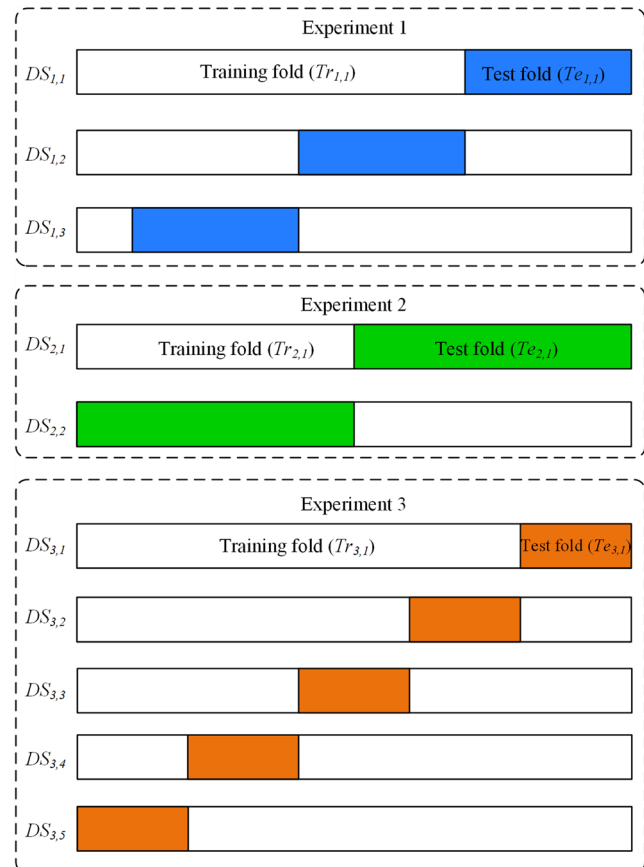 Experiment 1
DS1,1 Training fold (Tr1,1) Test fold (Te1,1)
DS1,2
DS1,3
Experiment 2
DS2,1 Training fold (Tr2,1) Test fold (Te2,1)
DS2,2
Experiment 3
DS3,1 Training fold (Tr3,1) Test fold (Te3,1)
DS3,2
DS3,3
DS3,4
DS3,5